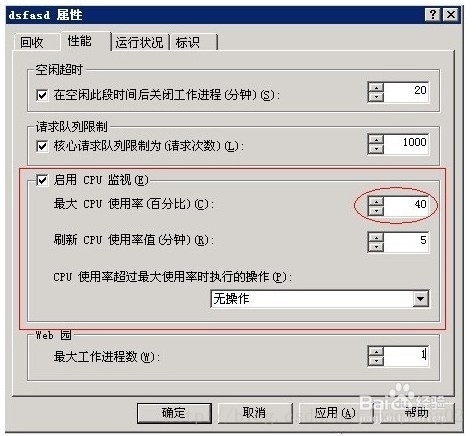 dsfasd 属性
回收 性能 运行状况 标识
空闲超时
在空闲此段时间后关闭工作进程(分钟)(S): 20
请求队列限制
核心请求队列限制为(请求次数)(L): 1000
启用 CPU 监视(E)
最大 CPU 使用率(百分比)(C): 40
刷新 CPU 使用率值(分钟)(R): 5
CPU 使用率超过最大使用率时执行的操作(P):
无操作
Web 园
最大工作进程数(W): 1
确定 取消 应用(A) 帮助
Baidu经验